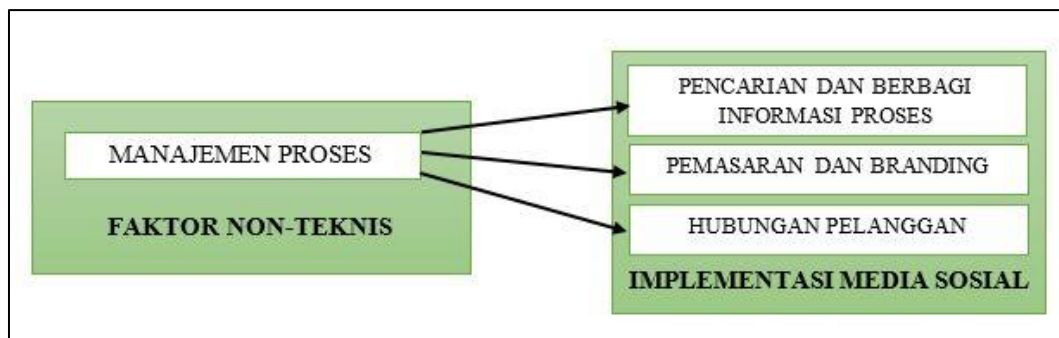 MANAJEMEN PROSES
FAKTOR NON-TEKNIS
PENCARIAN DAN BERBAGI
INFORMASI PROSES
PEMASARAN DAN BRANDING
HUBUNGAN PELANGGAN
IMPLEMENTASI MEDIA SOSIAL